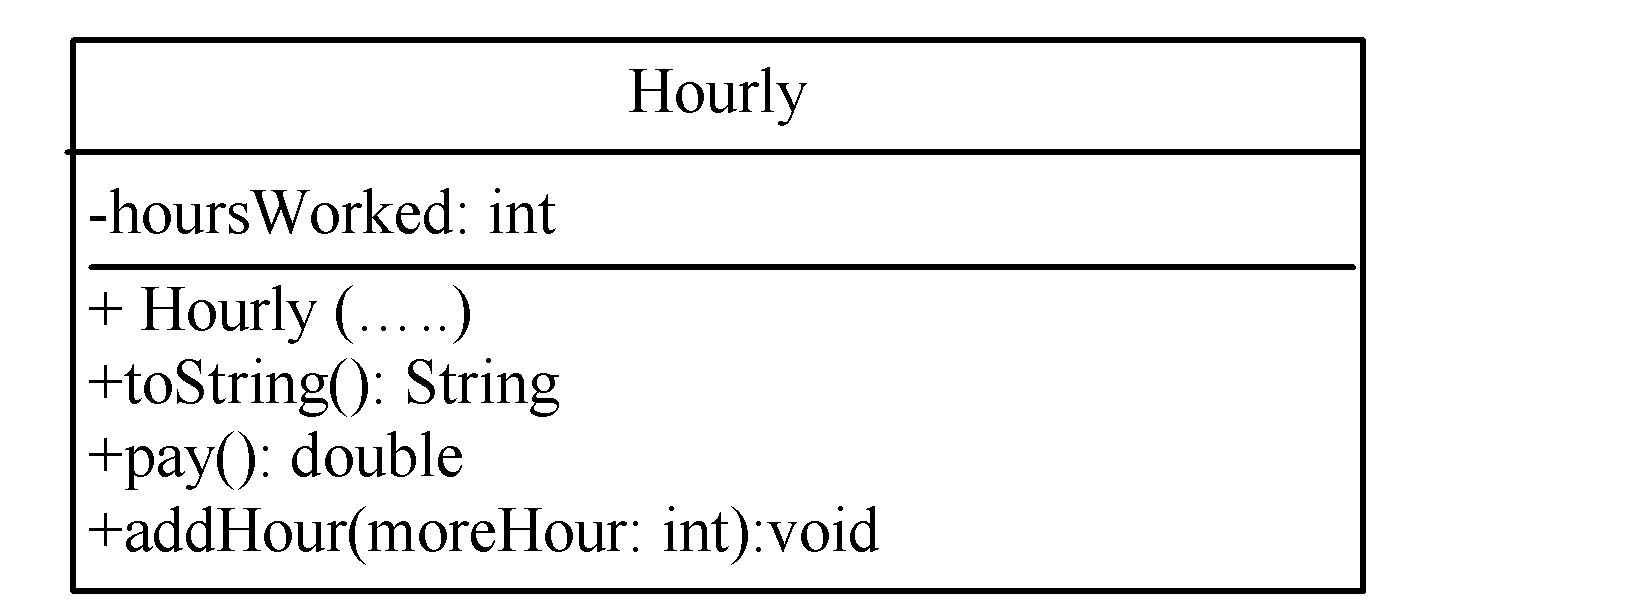 Hourly
-hoursWorked: int
+ Hourly (…..)
+toString(): String
+pay(): double
+addHour(moreHour: int):void